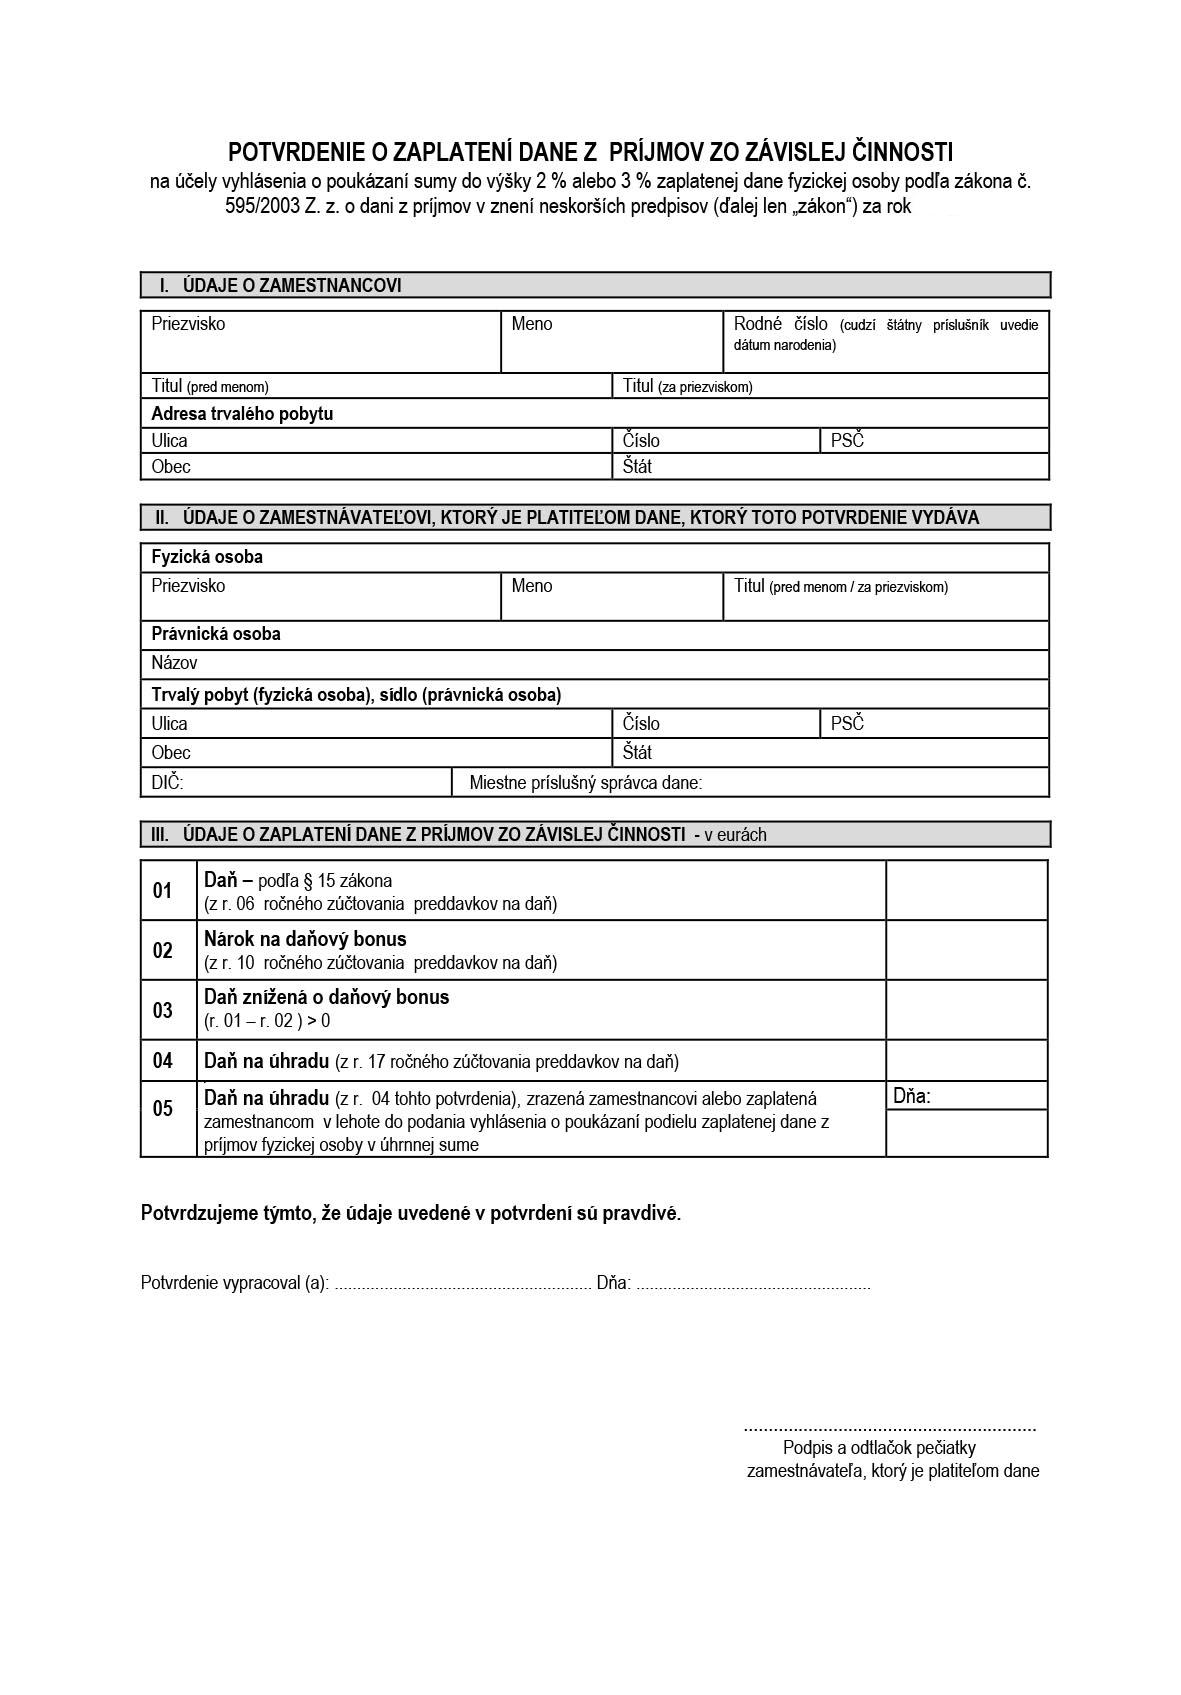 POTVRDENIE O ZAPLATENÍ DANE Z  PRÍJMOV ZO ZÁVISLEJ ČINNOSTI
na účely vyhlásenia o poukázaní sumy do výšky 2 % alebo 3 % zaplatenej dane fyzickej osoby podľa zákona č.
595/2003 Z. z. o dani z príjmov v znení neskorších predpisov (ďalej len „zákon“) za rok
I. ÚDAJE O ZAMESTNANCOVI
Priezvisko Meno Rodné číslo (cudzí štátny príslušník uvedie
dátum narodenia)
Titul (pred menom) Titul (za priezviskom)
Adresa trvalého pobytu
Ulica Číslo PSČ
Obec Štát
II. ÚDAJE O ZAMESTNÁVATEĽOVI, KTORÝ JE PLATITEĽOM DANE, KTORÝ TOTO POTVRDENIE VYDÁVA
Fyzická osoba
Priezvisko Meno Titul (pred menom / za priezviskom)
Právnická osoba
Názov
Trvalý pobyt (fyzická osoba), sídlo (právnická osoba)
Ulica Číslo PSČ
Obec Štát
DIČ: Miestne príslušný správca dane:
III. ÚDAJE O ZAPLATENÍ DANE Z PRÍJMOV ZO ZÁVISLEJ ČINNOSTI - v eurách
01 Daň – podľa § 15 zákona
(z r. 06 ročného zúčtovania preddavkov na daň)
02 Nárok na daňový bonus
(z r. 10 ročného zúčtovania preddavkov na daň)
03 Daň znížená o daňový bonus
(r. 01 – r. 02 ) > 0
04 Daň na úhradu (z r. 17 ročného zúčtovania preddavkov na daň)
05 Daň na úhradu (z r. 04 tohto potvrdenia), zrazená zamestnancovi alebo zaplatená Dňa:
zamestnancom v lehote do podania vyhlásenia o poukázaní podielu zaplatenej dane z
príjmov fyzickej osoby v úhrnnej sume
Potvrdzujeme týmto, že údaje uvedené v potvrdení sú pravdivé.
Potvrdenie vypracoval (a): ......................................................... Dňa: ....................................................
...........................................................
Podpis a odtlačok pečiatky
zamestnávateľa, ktorý je platiteľom dane